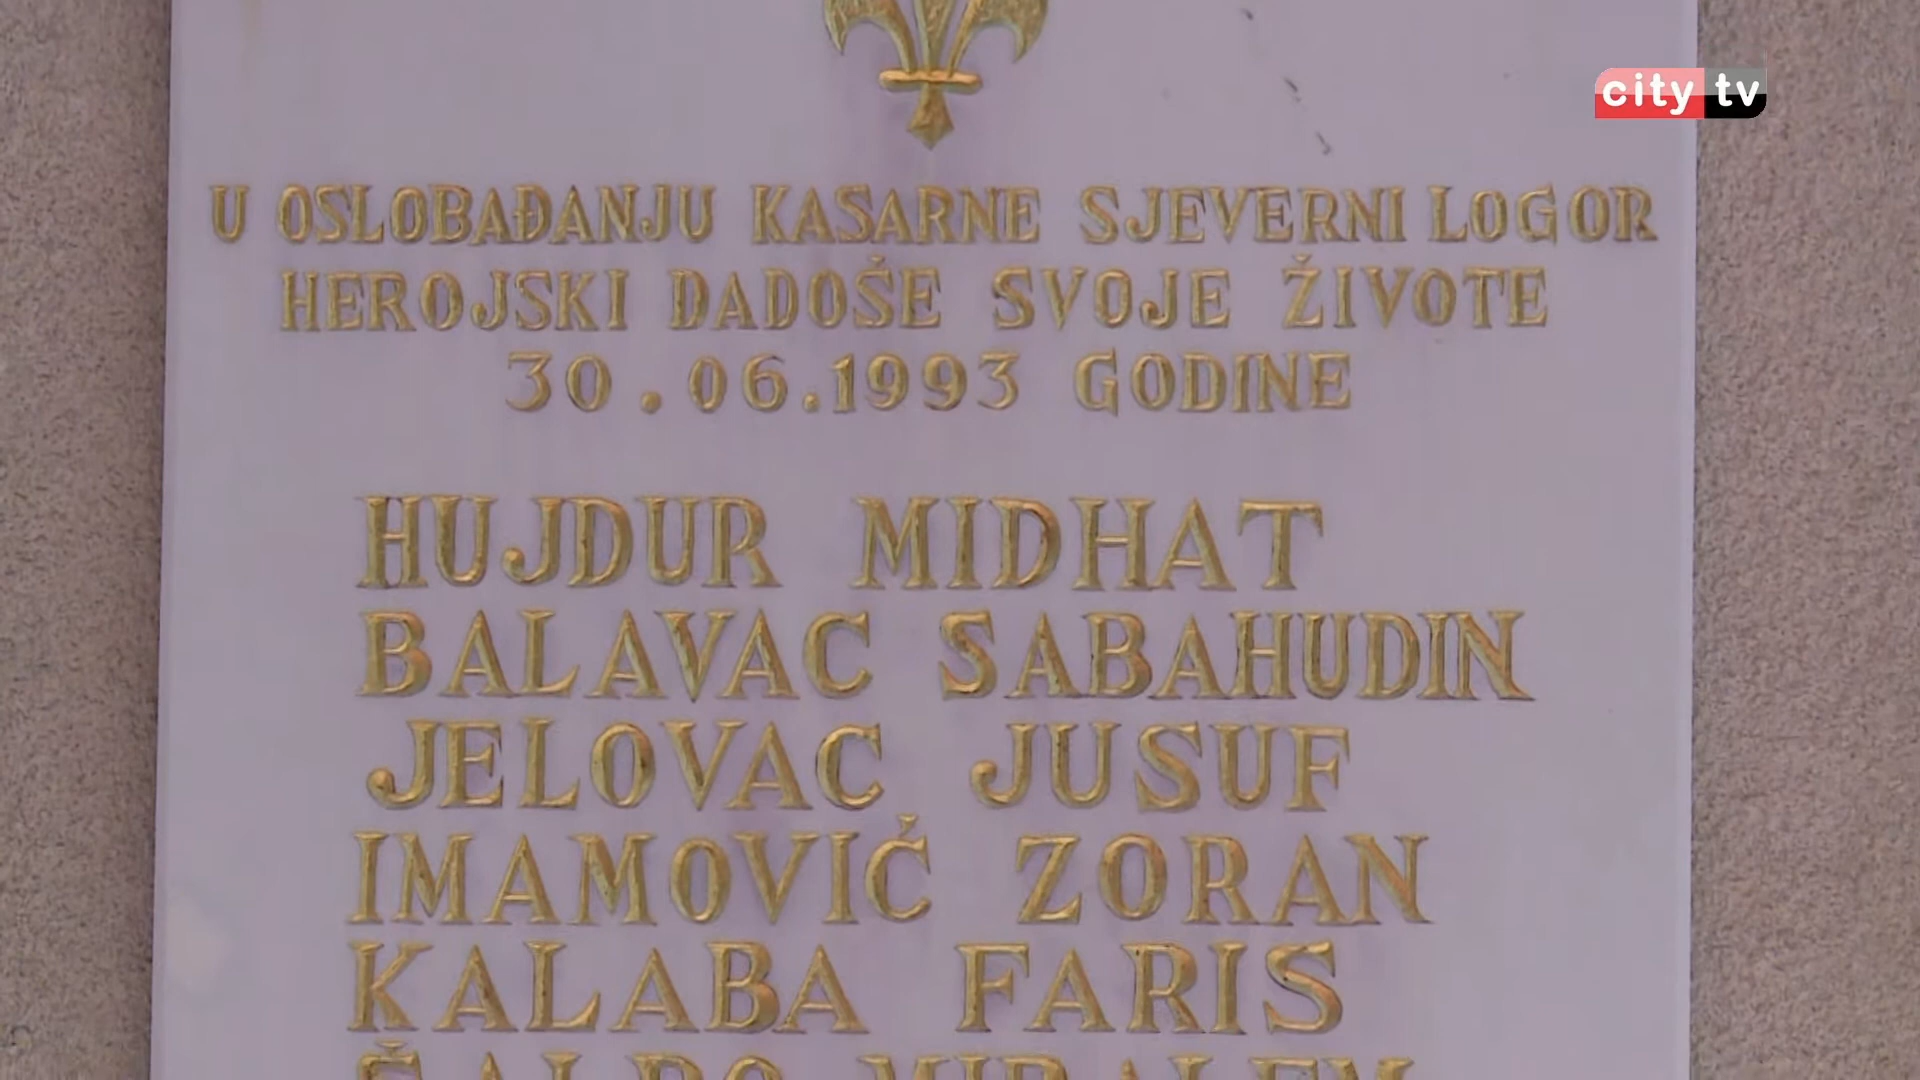 city tv
U OSLOBAĐANJU KASARNE SJEVERNI LOGOR
HEROJSKI DADOŠE SVOJE ŽIVOTE
30.06.1993 GODINE
HUJDUR MIDHAT
BALAVAC SABAHUDIN
JELOVAC JUSUF
IMAMOVIĆ ZORAN
KALABA FARIS